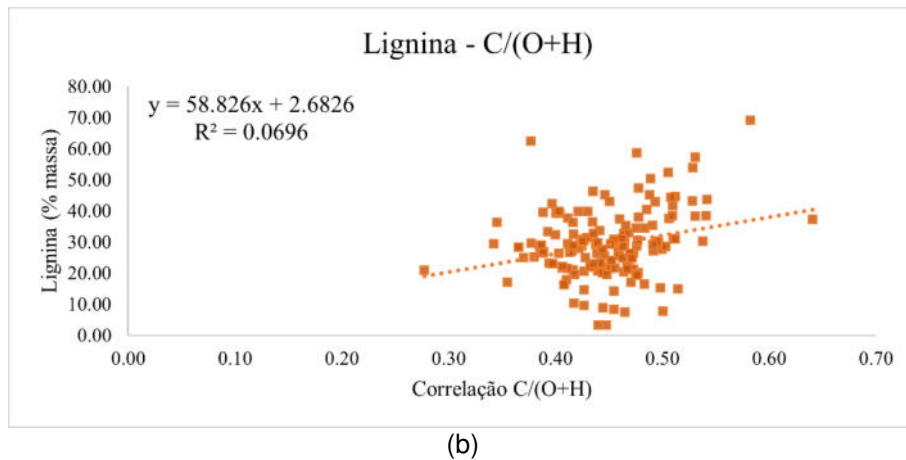 Lignina - C/(O+H)
y = 58.826x + 2.6826
R² = 0.0696
Lignina (% massa)
80.00
70.00
60.00
50.00
40.00
30.00
20.00
10.00
0.00
0.00 0.10 0.20 0.30 0.40 0.50 0.60 0.70
Correlação C/(O+H)
(b)